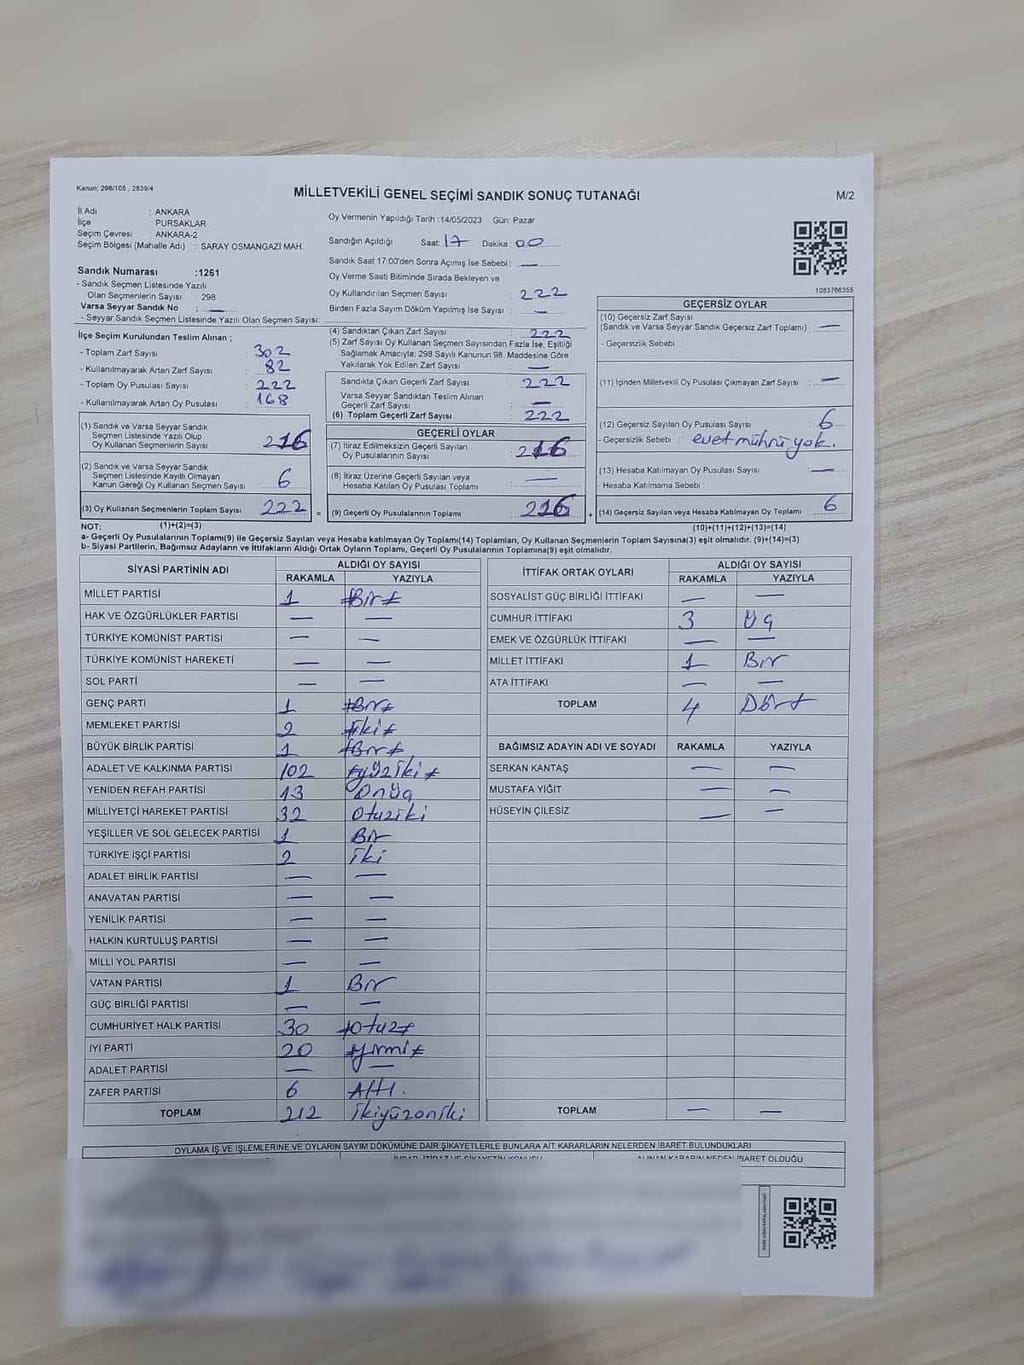 Kanun; 298/105 , 2839/4
MİLLETVEKİLİ GENEL SEÇİMİ SANDIK SONUÇ TUTANAĞI
M/2
İl Adı : ANKARA
İlçe : PURSAKLAR
Seçim Çevresi : ANKARA-2
Seçim Bölgesi (Mahalle Adı) : SARAY OSMANGAZİ MAH.
Oy Vermenin Yapıldığı Tarih :14/05/2023 Gün: Pazar
Sandığın Açıldığı Saat: 17 Dakika : 00
Sandık Saat 17:00'den Sonra Açımış İse Sebebi : —
Oy Verme Saati Bitiminde Sırada Bekleyen ve
Oy Kullandırılan Seçmen Sayısı : 222
Birden Fazla Sayım Döküm Yapılmış İse Sayısı : —
1083766355
Sandık Numarası :1261
- Sandık Seçmen Listesinde Yazılı
Olan Seçmenlerin Sayısı : 298
Varsa Seyyar Sandık No : —
- Seyyar Sandık Seçmen Listesinde Yazılı Olan Seçmen Sayısı:
İlçe Seçim Kurulundan Teslim Alınan ;
- Toplam Zarf Sayısı : 302
- Kullanılmayarak Artan Zarf Sayısı : 82
- Toplam Oy Pusulası Sayısı : 222
- Kullanılmayarak Artan Oy Pusulası : 168
(1) Sandık ve Varsa Seyyar Sandık
Seçmen Listesinde Yazılı Olup
Oy Kullanan Seçmenlerin Sayısı 216
(2) Sandık ve Varsa Seyyar Sandık
Seçmen Listesinde Kayıtlı Olmayan
Kanun Gereği Oy Kullanan Seçmen Sayısı 6
(3) Oy Kullanan Seçmenlerin Toplam Sayısı 222 =
(4) Sandıktan Çıkan Zarf Sayısı : 222
(5) Zarf Sayısı Oy Kullanan Seçmen Sayısından Fazla İse, Eşitliği
Sağlamak Amacıyla; 298 Sayılı Kanunun 98. Maddesine Göre
Yakılarak Yok Edilen Zarf Sayısı : —
Sandıkta Çıkan Geçerli Zarf Sayısı : 222
Varsa Seyyar Sandıktan Teslim Alınan
Geçerli Zarf Sayısı : —
(6) Toplam Geçerli Zarf Sayısı : 222
GEÇERLİ OYLAR
(7) İtiraz Edilmeksizin Geçerli Sayılan
Oy Pusulalarının Sayısı : 216
(8) İtiraz Üzerine Geçerli Sayılan veya
Hesaba Katılan Oy Pusulası Toplamı : —
(9) Geçerli Oy Pusulalarının Toplamı : 216 +
GEÇERSİZ OYLAR
(10) Geçersiz Zarf Sayısı
(Sandık ve Varsa Seyyar Sandık Geçersiz Zarf Toplamı) : —
- Geçersizlik Sebebi :
(11) İçinden Milletvekili Oy Pusulası Çıkmayan Zarf Sayısı : —
(12) Geçersiz Sayılan Oy Pusulası Sayısı : 6
- Geçersizlik Sebebi : evet mührü yok.
(13) Hesaba Katılmayan Oy Pusulası Sayısı : —
- Hesaba Katılmama Sebebi :
(14) Geçersiz Sayılan veya Hesaba Katılmayan Oy Toplamı : 6
NOT: (1)+(2)=(3) (10)+(11)+(12)+(13)=(14)
a- Geçerli Oy Pusulalarının Toplamı(9) ile Geçersiz Sayılan veya Hesaba Katılmayan Oy Toplamı(14) Toplamları, Oy Kullanan Seçmenlerin Toplam Sayısına(3) eşit olmalıdır. (9)+(14)=(3)
b- Siyasi Partilerin, Bağımsız Adayların ve İttifakların Aldığı Ortak Oyların Toplamı, Geçerli Oy Pusulalarının Toplamına(9) eşit olmalıdır.
SİYASİ PARTİNİN ADI ALDIĞI OY SAYISI
RAKAMLA YAZIYLA
MİLLET PARTİSİ 1 #Bir#
HAK VE ÖZGÜRLÜKLER PARTİSİ — —
TÜRKİYE KOMÜNİST PARTİSİ — —
TÜRKİYE KOMÜNİST HAREKETİ — —
SOL PARTİ — —
GENÇ PARTİ 1 #Bir#
MEMLEKET PARTİSİ 2 #iki#
BÜYÜK BİRLİK PARTİSİ 1 #Bir#
ADALET VE KALKINMA PARTİSİ 102 #yüziki#
YENİDEN REFAH PARTİSİ 13 Onüç
MİLLİYETÇİ HAREKET PARTİSİ 32 Otuziki
YEŞİLLER VE SOL GELECEK PARTİSİ 1 Bir
TÜRKİYE İŞÇİ PARTİSİ 2 iki
ADALET BİRLİK PARTİSİ — —
ANAVATAN PARTİSİ — —
YENİLİK PARTİSİ — —
HALKIN KURTULUŞ PARTİSİ — —
MİLLİ YOL PARTİSİ — —
VATAN PARTİSİ 1 Bir
GÜÇ BİRLİĞİ PARTİSİ — —
CUMHURİYET HALK PARTİSİ 30 #Otuz#
İYİ PARTİ 20 #yirmi#
ADALET PARTİSİ — —
ZAFER PARTİSİ 6 Altı.
TOPLAM 212 ikiyüzoniki
İTTİFAK ORTAK OYLARI ALDIĞI OY SAYISI
RAKAMLA YAZIYLA
SOSYALİST GÜÇ BİRLİĞİ İTTİFAKI — —
CUMHUR İTTİFAKI 3 Üç
EMEK VE ÖZGÜRLÜK İTTİFAKI — —
MİLLET İTTİFAKI 1 Bir
ATA İTTİFAKI — —
TOPLAM 4 Dört
BAĞIMSIZ ADAYIN ADI VE SOYADI RAKAMLA YAZIYLA
SERKAN KANTAŞ — —
MUSTAFA YİĞİT — —
HÜSEYİN ÇİLESİZ — —
TOPLAM — —
OYLAMA İŞ VE İŞLEMLERİNE VE OYLARIN SAYIM DÖKÜMÜNE DAİR ŞİKAYETLERLE BUNLARA AİT KARARLARIN NELERDEN İBARET BULUNDUKLARI
ALINAN KARARIN NEDEN İBARET OLDUĞU